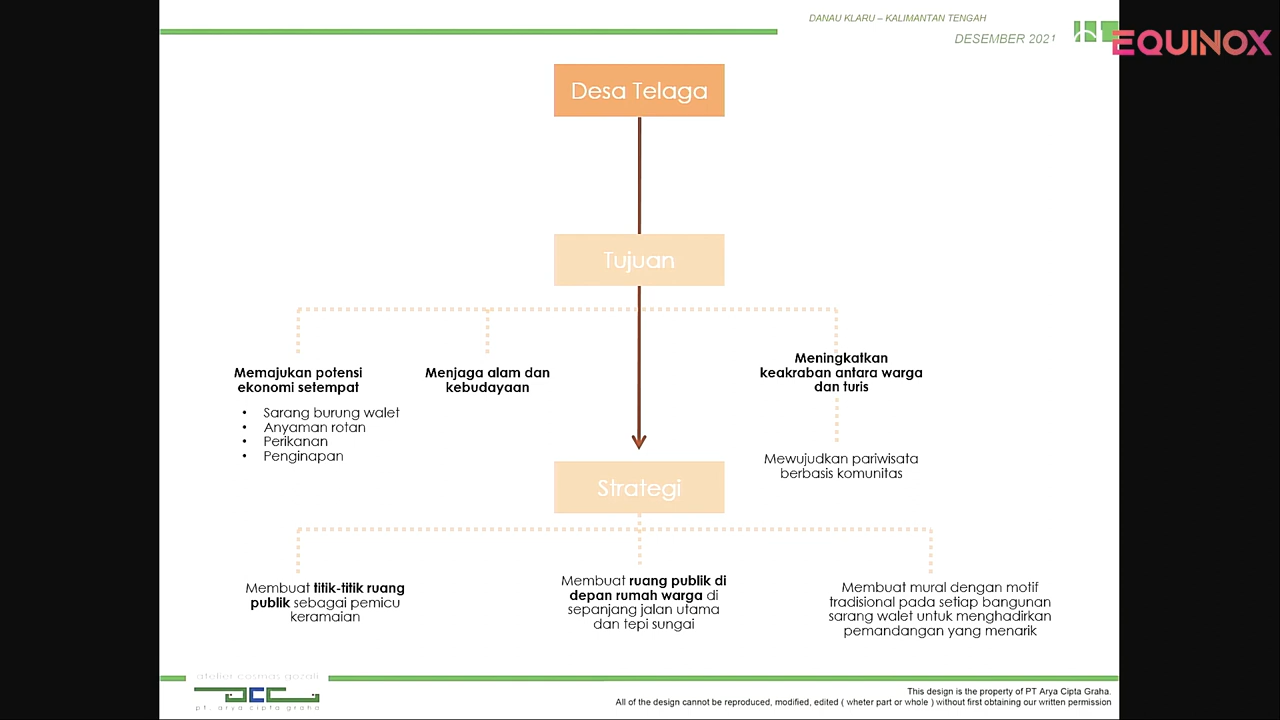 DANAU KLARU – KALIMANTAN TENGAH
DESEMBER 2021
EQUINOX
Desa Telaga
Tujuan
Memajukan potensi
ekonomi setempat
• Sarang burung walet
• Anyaman rotan
• Perikanan
• Penginapan
Menjaga alam dan
kebudayaan
Meningkatkan
keakraban antara warga
dan turis
Mewujudkan pariwisata
berbasis komunitas
Strategi
Membuat titik-titik ruang
publik sebagai pemicu
keramaian
Membuat ruang publik di
depan rumah warga di
sepanjang jalan utama
dan tepi sungai
Membuat mural dengan motif
tradisional pada setiap bangunan
sarang walet untuk menghadirkan
pemandangan yang menarik
atelier cosmas gozali
acg
pt. arya cipta graha
This design is the property of PT Arya Cipta Graha.
All of the design cannot be reproduced, modified, edited ( wheter part or whole ) without first obtaining our written permission